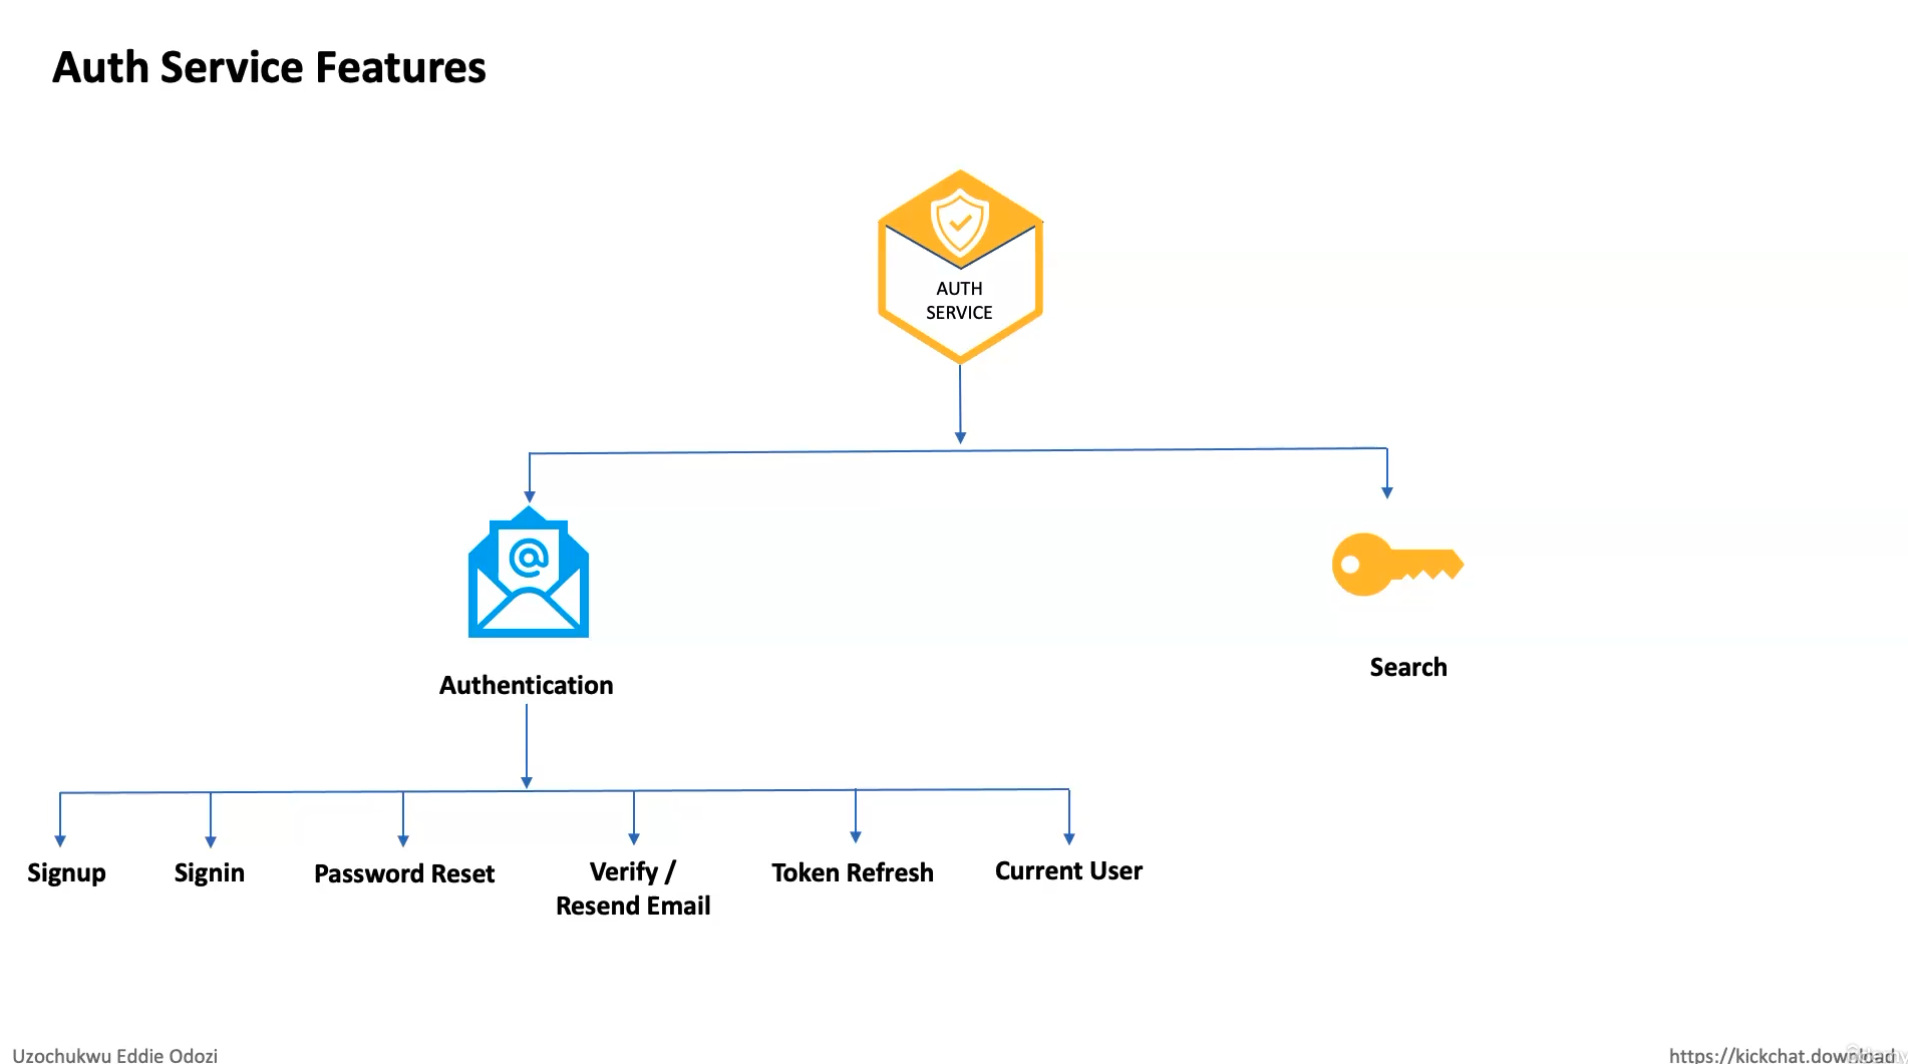 Auth Service Features
AUTH
SERVICE
Authentication
Search
Signup
Signin
Password Reset
Verify /
Resend Email
Token Refresh
Current User
Uzochukwu Eddie Odozi
https://kickchat.download